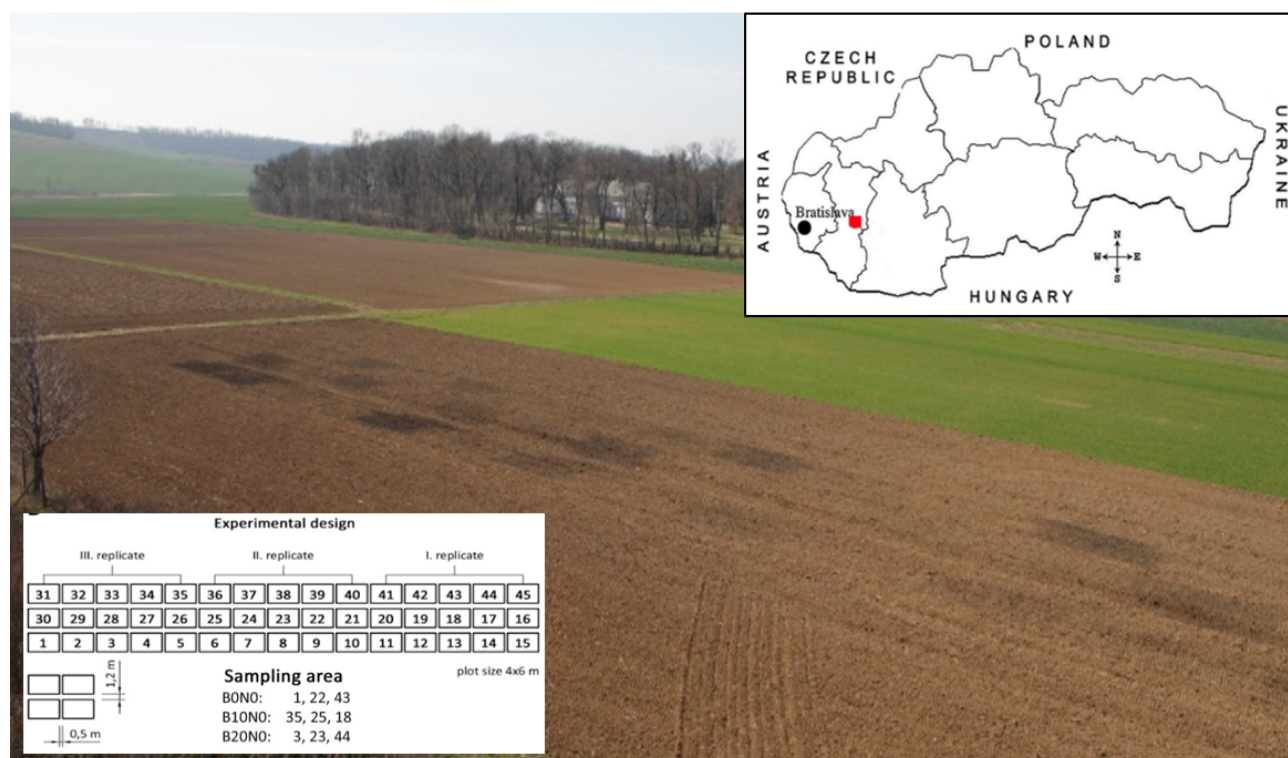 POLAND
CZECH
REPUBLIC
UKRAINE
AUSTRIA
Bratislava
N
W E
S
HUNGARY
Experimental design
III. replicate II. replicate I. replicate
31 32 33 34 35 36 37 38 39 40 41 42 43 44 45
30 29 28 27 26 25 24 23 22 21 20 19 18 17 16
1 2 3 4 5 6 7 8 9 10 11 12 13 14 15
plot size 4x6 m
1,2 m
Sampling area
B0N0: 1, 22, 43
B10N0: 35, 25, 18
B20N0: 3, 23, 44
0,5 m